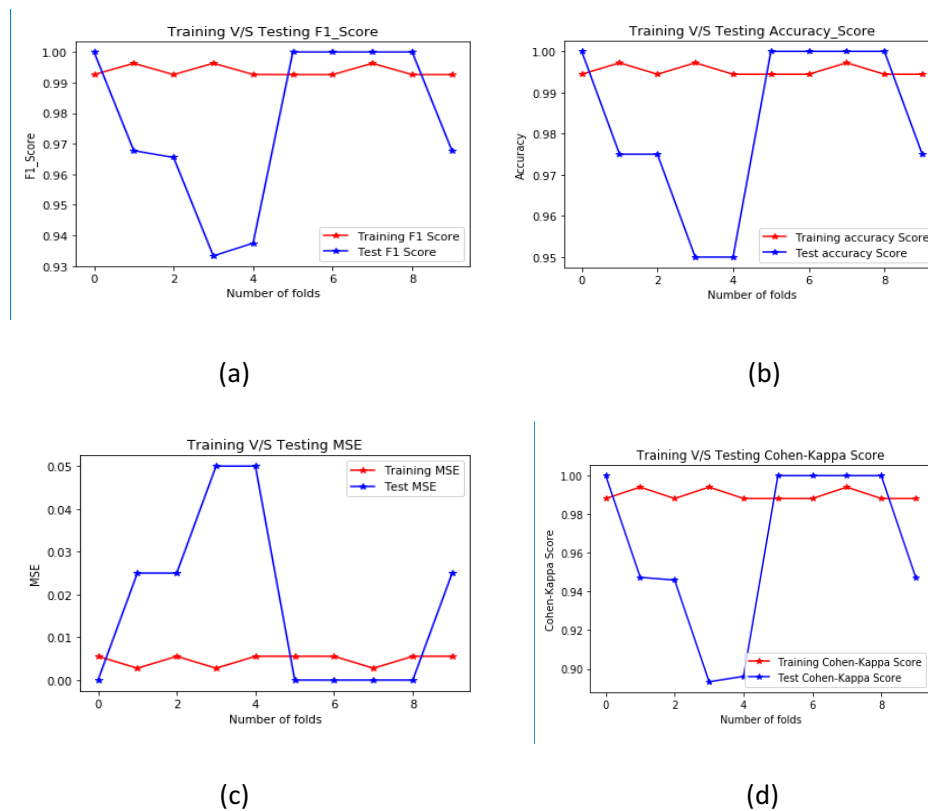 Training V/S Testing F1_Score
F1_Score
1.00
0.99
0.98
0.97
0.96
0.95
0.94
0.93
Training F1 Score
Test F1 Score
0 2 4 6 8
Number of folds
(a)
Training V/S Testing Accuracy_Score
Accuracy
1.00
0.99
0.98
0.97
0.96
0.95
Training accuracy Score
Test accuracy Score
0 2 4 6 8
Number of folds
(b)
Training V/S Testing MSE
MSE
0.05
0.04
0.03
0.02
0.01
0.00
Training MSE
Test MSE
0 2 4 6 8
Number of folds
(c)
Training V/S Testing Cohen-Kappa Score
Cohen-Kappa Score
1.00
0.98
0.96
0.94
0.92
0.90
Training Cohen-Kappa Score
Test Cohen-Kappa Score
0 2 4 6 8
Number of folds
(d)